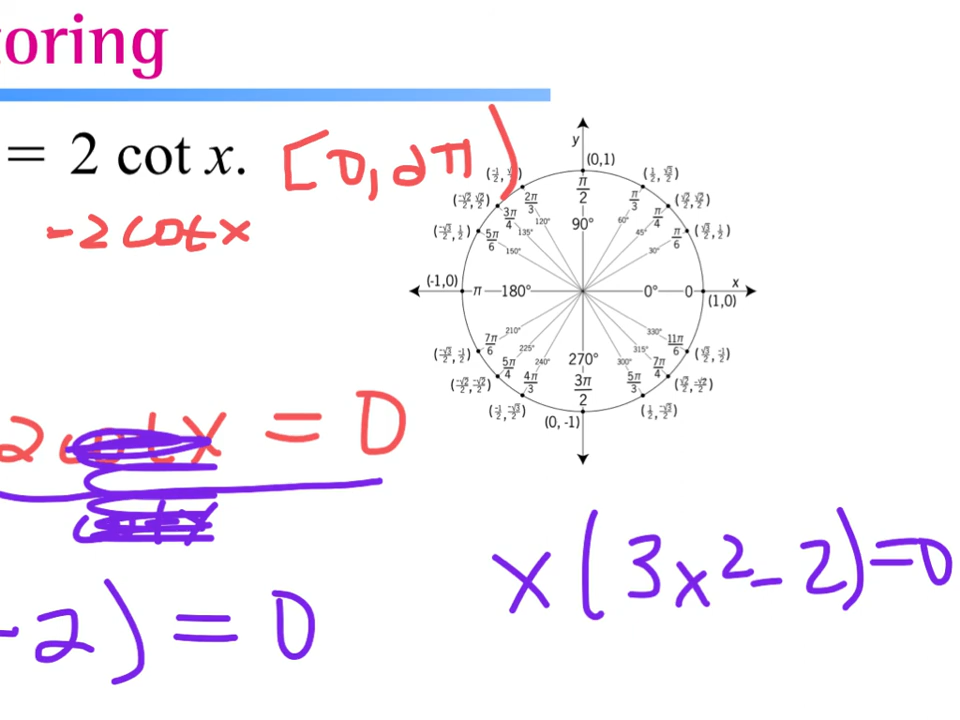 oring
= 2 cot x. [0, 2π)
-2 cot x
2 cot x = 0
cot x
-2) = 0
x(3x²-2)=0
y
(0,1)
(1/2, √3/2)
(√2/2, √2/2)
(√3/2, 1/2)
(-√2/2, √2/2)
(-√3/2, 1/2)
π/2 90°
π/3 60°
π/4 45°
π/6 30°
2π/3 120°
3π/4 135°
5π/6 150°
(-1,0) π 180° 0° 0 x
(1,0)
7π/6 210°
5π/4 225°
4π/3 240°
270° 3π/2
300° 5π/3
315° 7π/4
330° 11π/6
(-√3/2, -1/2)
(-√2/2, -√2/2)
(-1/2, -√3/2)
(0, -1)
(1/2, -√3/2)
(√2/2, -√2/2)
(√3/2, -1/2)